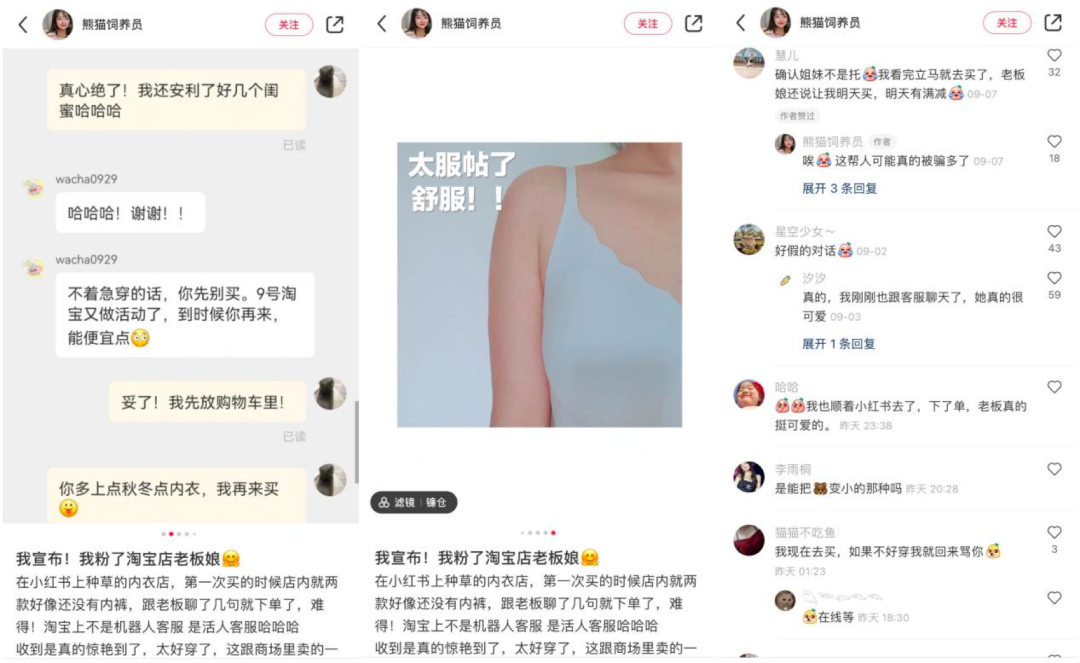 熊猫饲养员
关注
真心绝了！我还安利了好几个闺
蜜哈哈哈
已读
wacha0929
哈哈哈！谢谢！！
wacha0929
不着急穿的话，你先别买。9号淘
宝又做活动了，到时候你再来，
能便宜点😳
妥了！我先放购物车里！
已读
你多上点秋冬点内衣，我再来买
😛
我宣布！我粉了淘宝店老板娘🤗
在小红书上种草的内衣店，第一次买的时候店内就两
款好像还没有内裤，跟老板聊了几句就下单了，难
得！淘宝上不是机器人客服 是活人客服哈哈哈
收到是真的惊艳到了，太好穿了，这跟商场里卖的一
熊猫饲养员
关注
太服帖了
舒服！！
滤镜｜镰仓
我宣布！我粉了淘宝店老板娘🤗
在小红书上种草的内衣店，第一次买的时候店内就两
款好像还没有内裤，跟老板聊了几句就下单了，难
得！淘宝上不是机器人客服 是活人客服哈哈哈
收到是真的惊艳到了，太好穿了，这跟商场里卖的一
熊猫饲养员
关注
慧儿
确认姐妹不是托我看完立马就去买了，老板
娘还说让我明天买，明天有满减 09-07
32
作者赞过
熊猫饲养员 作者
唉 这帮人可能真的被骗多了 09-07
18
展开 3 条回复
星空少女～
好假的对话 09-02
43
汐汐
真的，我刚刚也跟客服聊天了，她真的很
可爱 09-03
59
展开 1 条回复
哈哈
我也顺着小红书去了，下了单，老板真的
挺可爱的。 昨天 23:38
李雨桐
是能把🐻变小的那种吗 昨天 20:28
猫猫不吃鱼
我现在去买，如果不好穿我就回来骂你
昨天 01:23
3
在线等 昨天 18:30